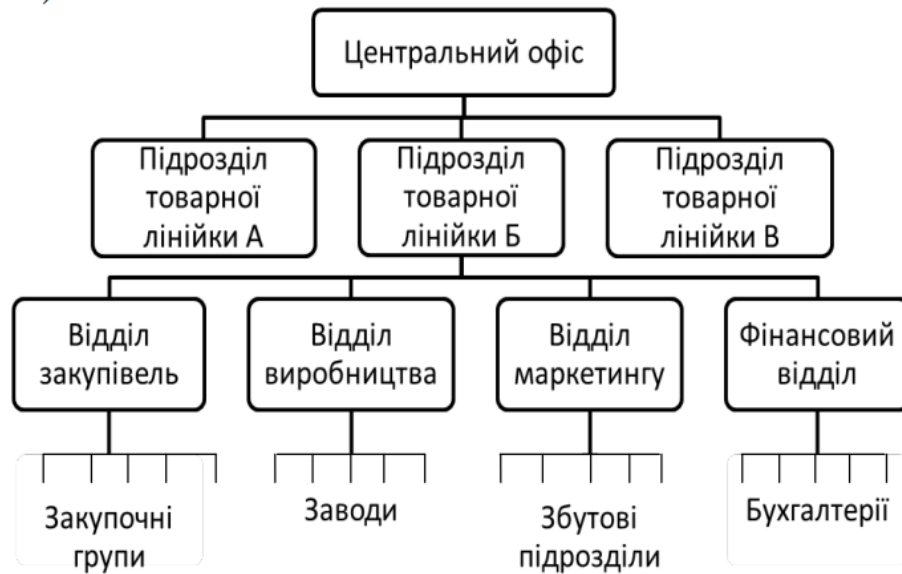 Центральний офіс
Підрозділ
товарної
лінійки А
Підрозділ
товарної
лінійки Б
Підрозділ
товарної
лінійки В
Відділ
закупівель
Відділ
виробництва
Відділ
маркетингу
Фінансовий
відділ
Закупочні
групи
Заводи
Збутові
підрозділи
Бухгалтерії